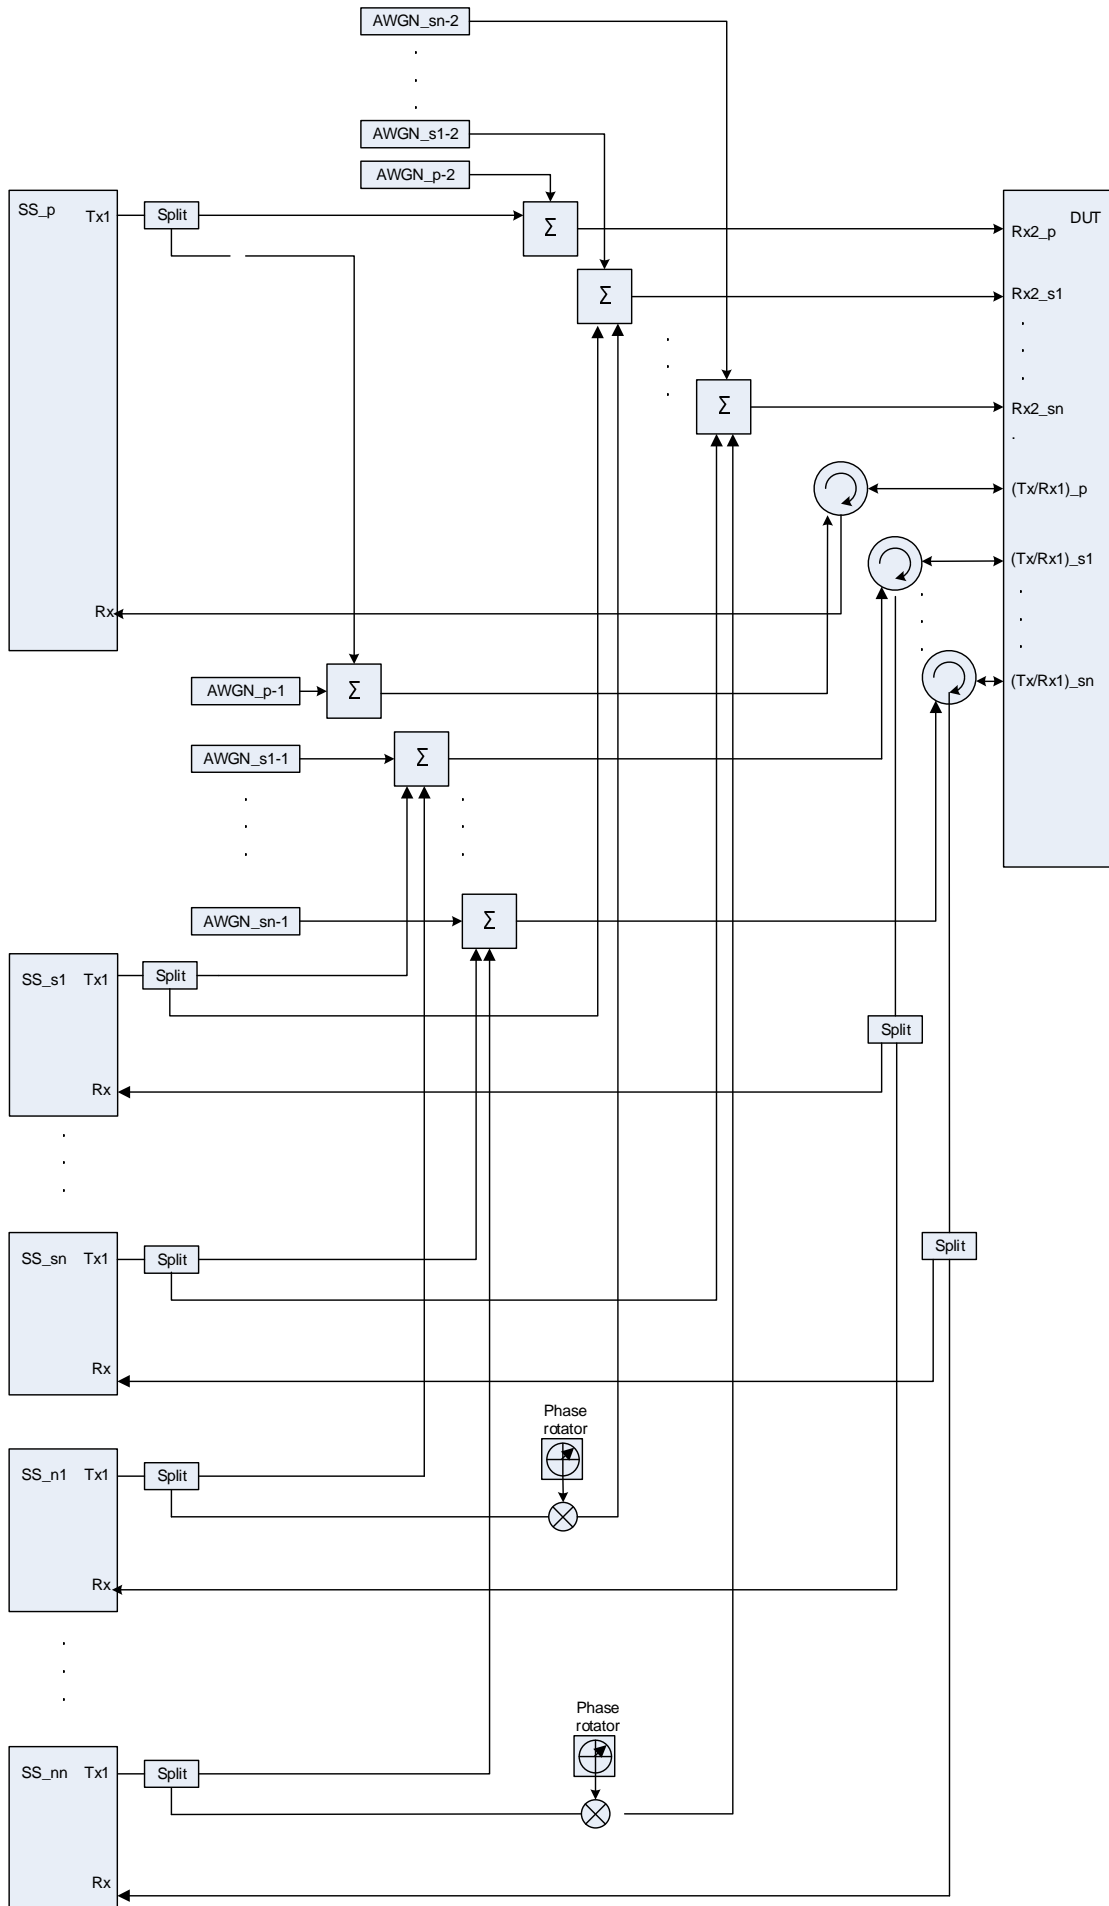 AWGN_sn-2
AWGN_s1-2
AWGN_p-2
SS_p
Tx1
Split
Σ
DUT
Rx2_p
Σ
Rx2_s1
Σ
Rx2_sn
(Tx/Rx1)_p
(Tx/Rx1)_s1
Rx
AWGN_p-1
Σ
(Tx/Rx1)_sn
AWGN_s1-1
Σ
AWGN_sn-1
Σ
SS_s1
Tx1
Split
Split
Rx
SS_sn
Tx1
Split
Split
Rx
Phase
rotator
SS_n1
Tx1
Split
Rx
Phase
rotator
SS_nn
Tx1
Split
Rx